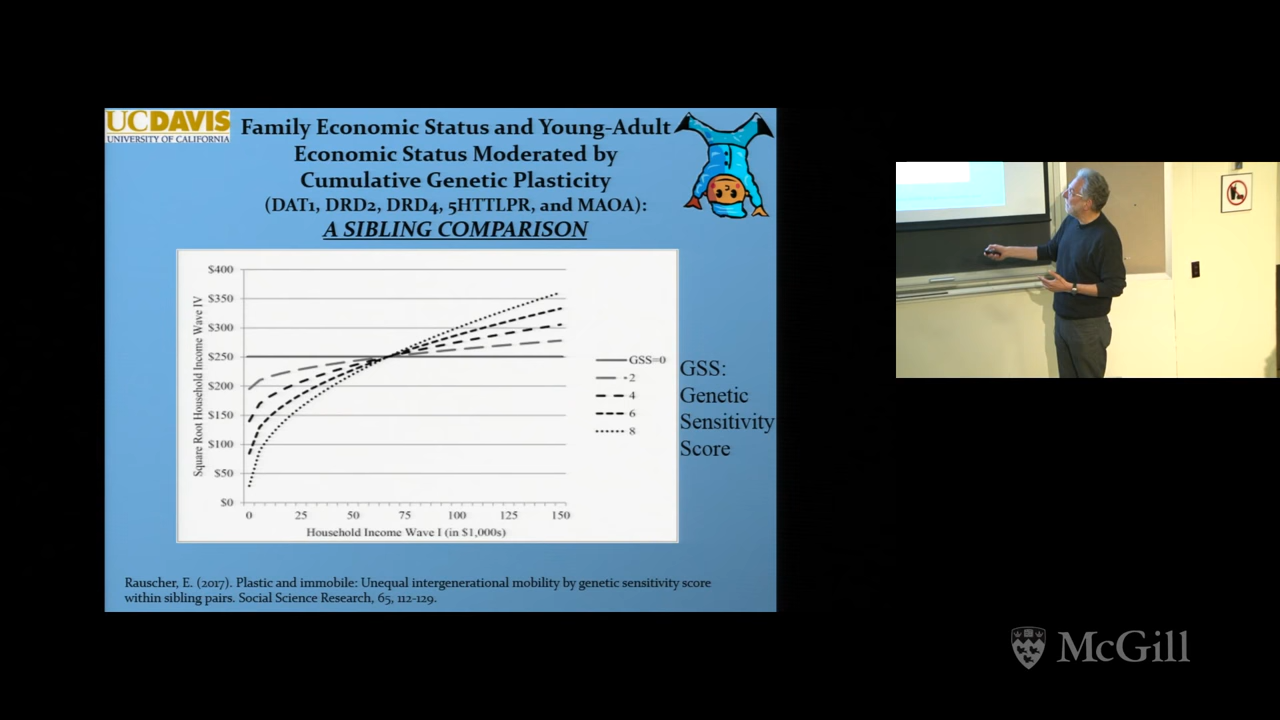 UCDAVIS
UNIVERSITY OF CALIFORNIA
Family Economic Status and Young-Adult
Economic Status Moderated by
Cumulative Genetic Plasticity
(DAT1, DRD2, DRD4, 5HTTLPR, and MAOA):
A SIBLING COMPARISON
Square Root Household Income Wave IV
$400
$350
$300
$250
$200
$150
$100
$50
$0
0 25 50 75 100 125 150
Household Income Wave I (in $1,000s)
GSS=0
2
4
6
8
GSS:
Genetic
Sensitivity
Score
Rauscher, E. (2017). Plastic and immobile: Unequal intergenerational mobility by genetic sensitivity score
within sibling pairs. Social Science Research, 65, 112-129.
McGill